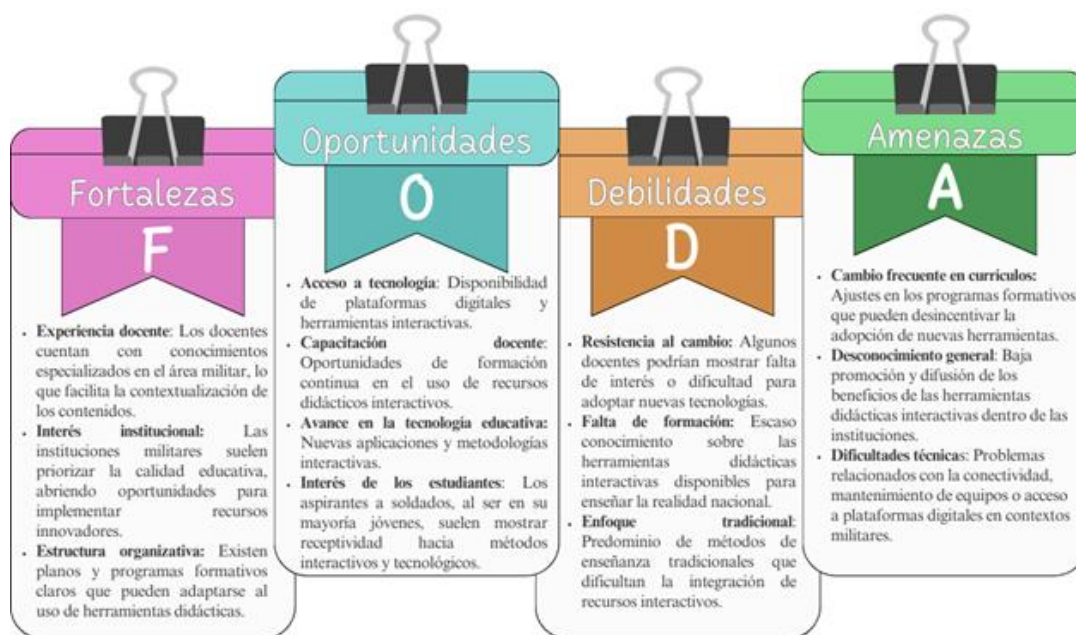 Fortalezas
F
• Experiencia docente: Los docentes
cuentan con conocimientos
especializados en el área militar, lo
que facilita la contextualización de
los contenidos.
• Interés institucional: Las
instituciones militares suelen
priorizar la calidad educativa,
abriendo oportunidades para
implementar recursos
innovadores.
• Estructura organizativa: Existen
planos y programas formativos
claros que pueden adaptarse al
uso de herramientas didácticas.
Oportunidades
O
• Acceso a tecnología: Disponibilidad
de plataformas digitales y
herramientas interactivas.
• Capacitación docente:
Oportunidades de formación
continua en el uso de recursos
didácticos interactivos.
• Avance en la tecnología educativa:
Nuevas aplicaciones y metodologías
interactivas.
• Interés de los estudiantes: Los
aspirantes a soldados, al ser en su
mayoría jóvenes, suelen mostrar
receptividad hacia métodos
interactivos y tecnológicos.
Debilidades
D
• Resistencia al cambio: Algunos
docentes podrían mostrar falta
de interés o dificultad para
adoptar nuevas tecnologías.
• Falta de formación: Escaso
conocimiento sobre las
herramientas didácticas
interactivas disponibles para
enseñar la realidad nacional.
• Enfoque tradicional:
Predominio de métodos de
enseñanza tradicionales que
dificultan la integración de
recursos interactivos.
Amenazas
A
• Cambio frecuente en currículos:
Ajustes en los programas formativos
que pueden desincentivar la
adopción de nuevas herramientas.
• Desconocimiento general: Baja
promoción y difusión de los
beneficios de las herramientas
didácticas interactivas dentro de las
instituciones.
• Dificultades técnicas: Problemas
relacionados con la conectividad,
mantenimiento de equipos o acceso
a plataformas digitales en contextos
militares.